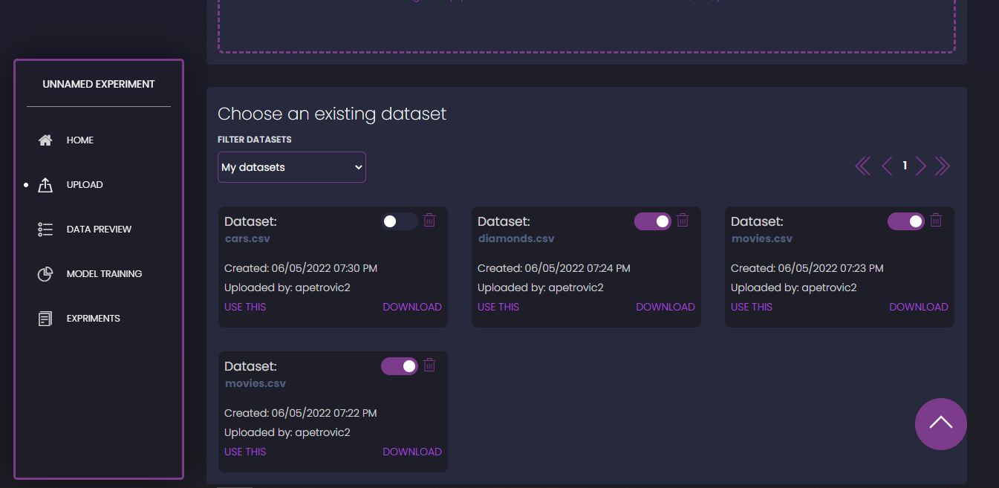 UNNAMED EXPERIMENT
HOME
UPLOAD
DATA PREVIEW
MODEL TRAINING
EXPRIMENTS
Choose an existing dataset
FILTER DATASETS
My datasets
1
Dataset:
cars.csv
Created: 06/05/2022 07:30 PM
Uploaded by: apetrovic2
USE THIS DOWNLOAD
Dataset:
diamonds.csv
Created: 06/05/2022 07:24 PM
Uploaded by: apetrovic2
USE THIS DOWNLOAD
Dataset:
movies.csv
Created: 06/05/2022 07:23 PM
Uploaded by: apetrovic2
USE THIS DOWNLOAD
Dataset:
movies.csv
Created: 06/05/2022 07:22 PM
Uploaded by: apetrovic2
USE THIS DOWNLOAD